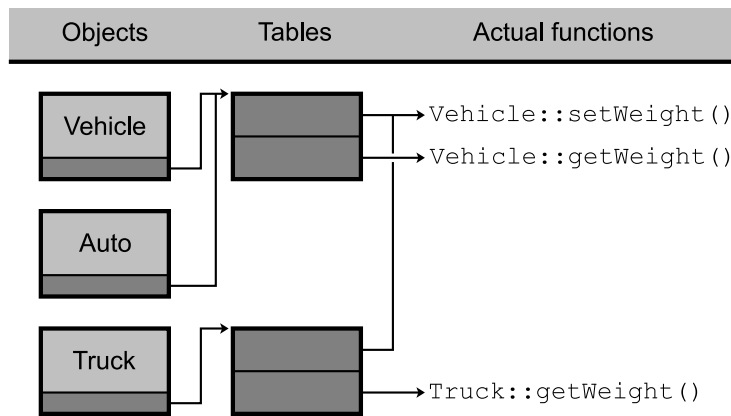 Objects Tables Actual functions
Vehicle
Vehicle::setWeight()
Vehicle::getWeight()
Auto
Truck
Truck::getWeight()